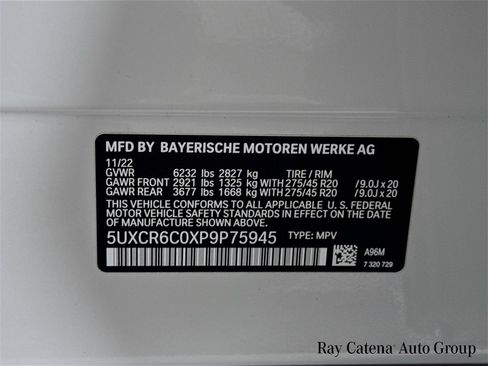 MFD BY BAYERISCHE MOTOREN WERKE AG
11/22
GVWR 6232 lbs 2827 kg TIRE / RIM
GAWR FRONT 2921 lbs 1325 kg WITH 275/45 R20 / 9.0J x 20
GAWR REAR 3677 lbs 1668 kg WITH 275/45 R20 / 9.0J x 20
THIS VEHICLE CONFORMS TO ALL APPLICABLE U. S. FEDERAL
MOTOR VEHICLE SAFETY AND THEFT PREVENTION STANDARDS
IN EFFECT ON THE DATE OF MANUFACTURE SHOWN ABOVE.
5UXCR6C0XP9P75945 TYPE: MPV
A96M
7 320 729
Ray Catena Auto Group